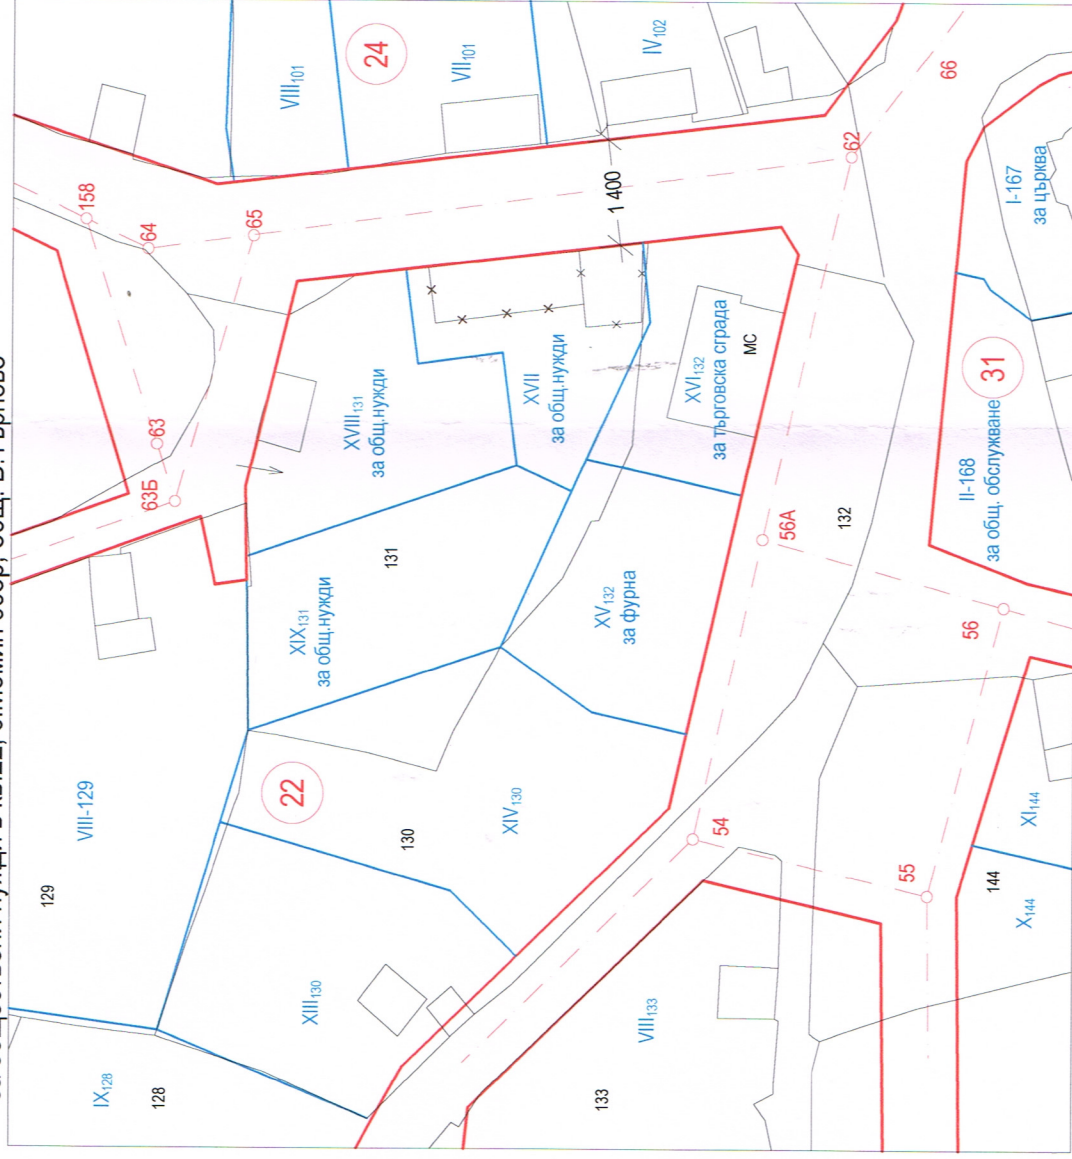 24
VIII101
VII101
IV102
158
64
65
1 400
62
66
I-167
за църква
63
63Б
XVIII131
за общ.нужди
XVII
за общ.нужди
XVI132
за търговска сграда
МС
31
II-168
за общ. обслужване
131
XIX131
за общ.нужди
XV132
за фурна
56А
132
56
VIII-129
129
22
130
XIV130
54
55
144
XI144
X144
XIII130
VIII133
133
IX128
128